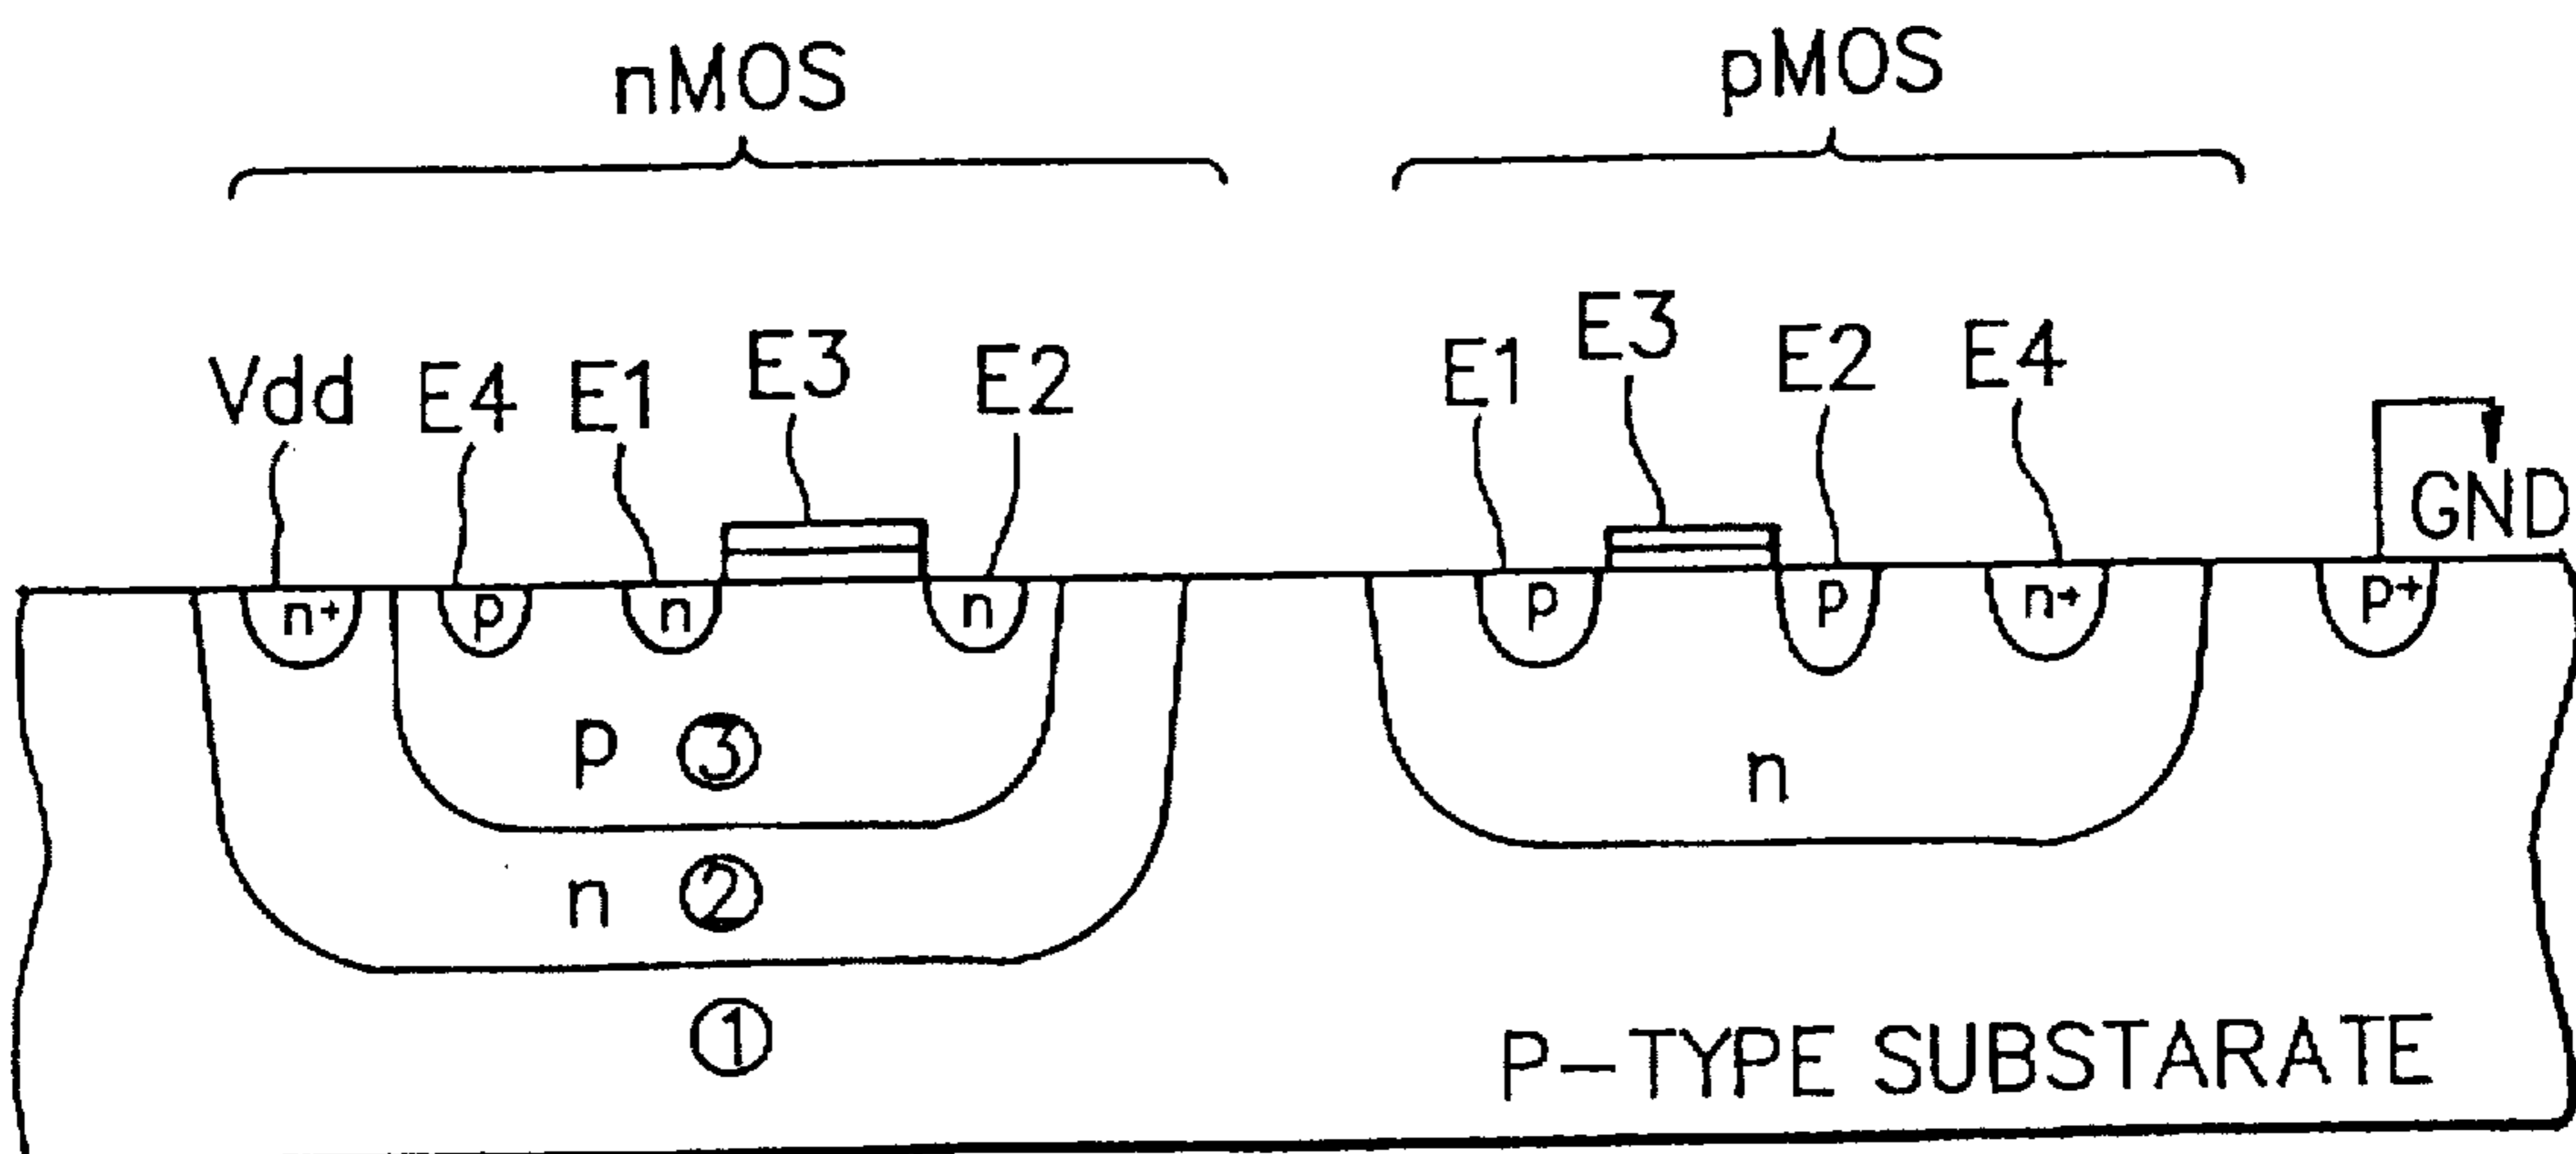 nMOS pMOS
Vdd E4 E1 E3 E2 E1 E3 E2 E4
GND
n+ p n n p p n+ p+
p ③ n
n ②
①
P-TYPE SUBSTARATE